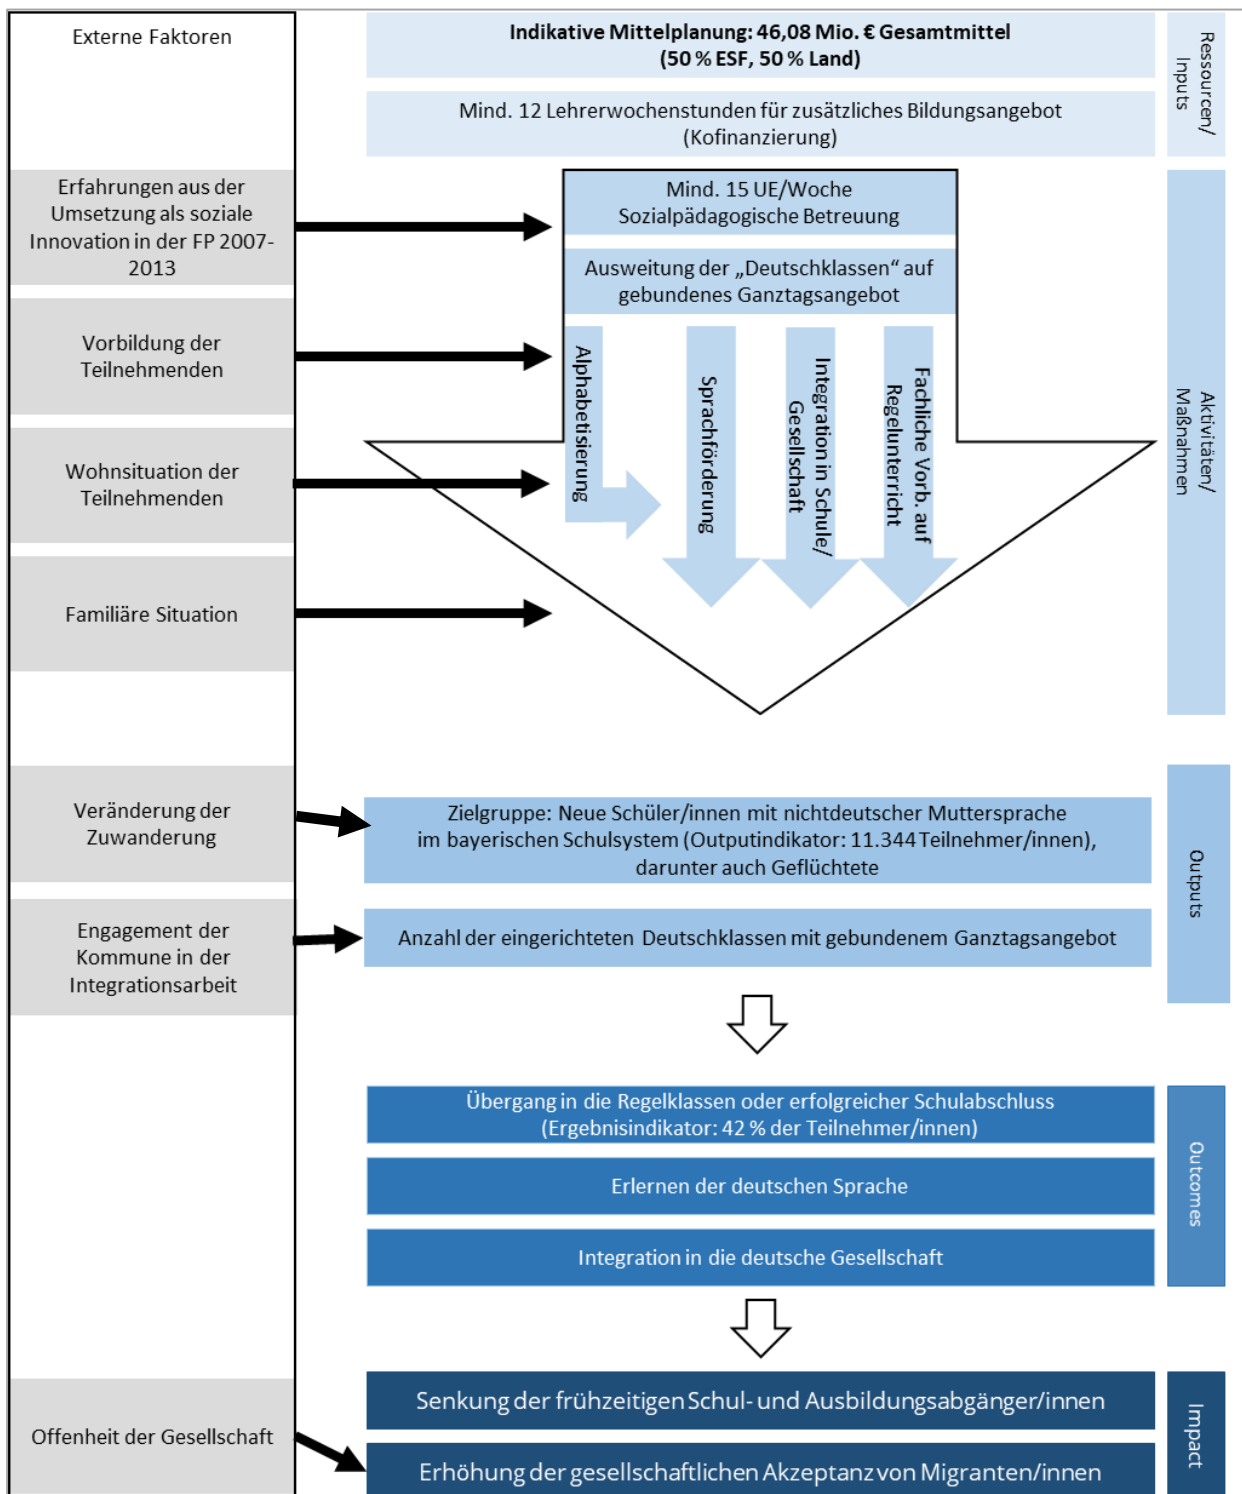 Externe Faktoren
Indikative Mittelplanung: 46,08 Mio. € Gesamtmittel
(50 % ESF, 50 % Land)
Mind. 12 Lehrerwochenstunden für zusätzliches Bildungsangebot
(Kofinanzierung)
Ressourcen/
Inputs
Erfahrungen aus der
Umsetzung als soziale
Innovation in der FP 2007-
2013
Vorbildung der
Teilnehmenden
Wohnsituation der
Teilnehmenden
Familiäre Situation
Mind. 15 UE/Woche
Sozialpädagogische Betreuung
Ausweitung der „Deutschklassen“ auf
gebundenes Ganztagsangebot
Alphabetisierung
Sprachförderung
Integration in Schule/
Gesellschaft
Fachliche Vorb. auf
Regelunterricht
Aktivitäten/
Maßnahmen
Veränderung der
Zuwanderung
Engagement der
Kommune in der
Integrationsarbeit
Zielgruppe: Neue Schüler/innen mit nichtdeutscher Muttersprache
im bayerischen Schulsystem (Outputindikator: 11.344 Teilnehmer/innen),
darunter auch Geflüchtete
Anzahl der eingerichteten Deutschklassen mit gebundenem Ganztagsangebot
Outputs
Übergang in die Regelklassen oder erfolgreicher Schulabschluss
(Ergebnisindikator: 42 % der Teilnehmer/innen)
Erlernen der deutschen Sprache
Integration in die deutsche Gesellschaft
Outcomes
Offenheit der Gesellschaft
Senkung der frühzeitigen Schul- und Ausbildungsabgänger/innen
Erhöhung der gesellschaftlichen Akzeptanz von Migranten/innen
Impact